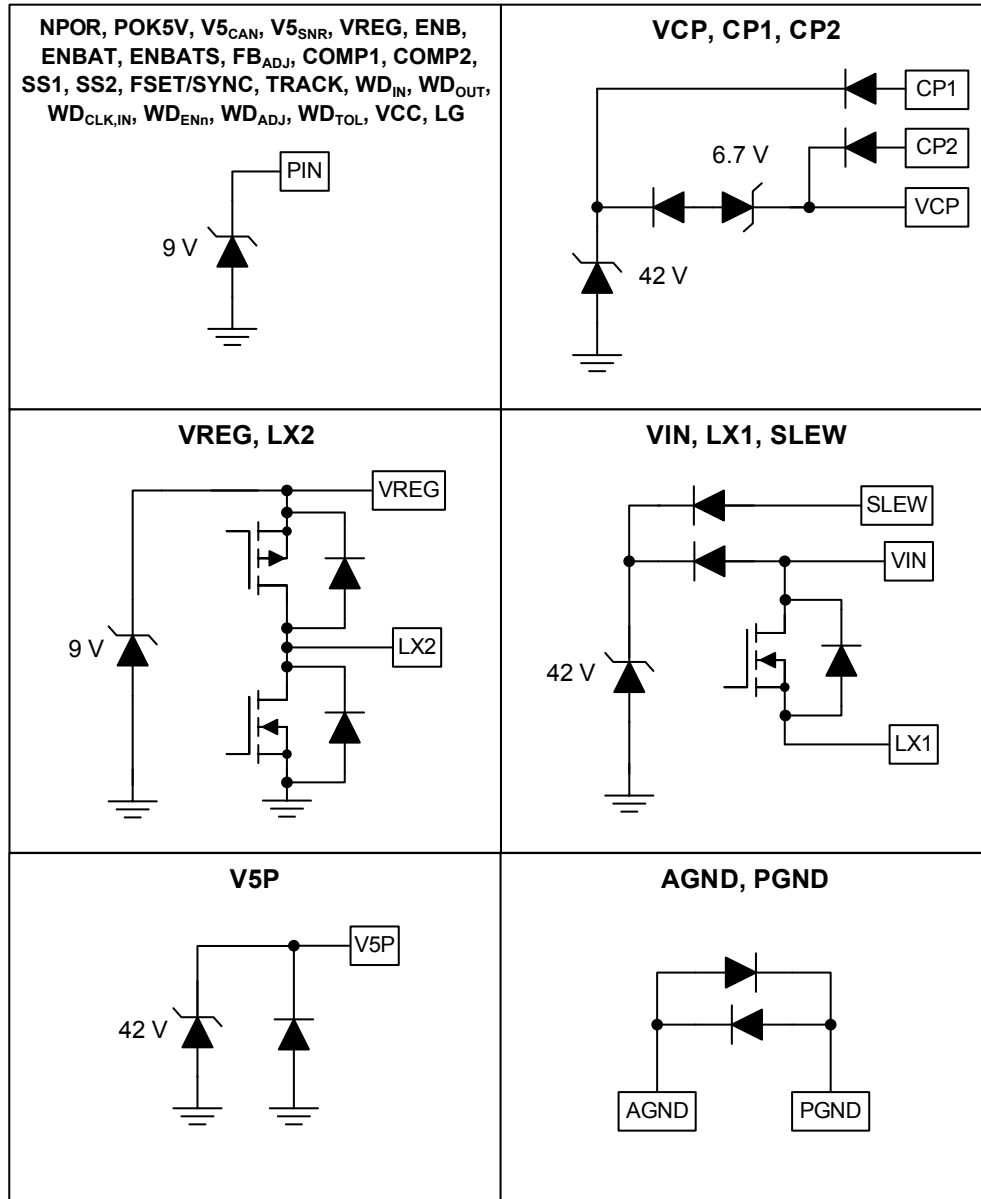 NPOR, POK5V, V5CAN, V5SNR, VREG, ENB,
ENBAT, ENBATS, FBADJ, COMP1, COMP2,
SS1, SS2, FSET/SYNC, TRACK, WDIN, WDOUT,
WDCLK,IN, WDENn, WDADJ, WDTOL, VCC, LG
PIN
9 V
VCP, CP1, CP2
CP1
CP2
6.7 V
VCP
42 V
VREG, LX2
VREG
LX2
9 V
VIN, LX1, SLEW
SLEW
VIN
42 V
LX1
V5P
V5P
42 V
AGND, PGND
AGND
PGND